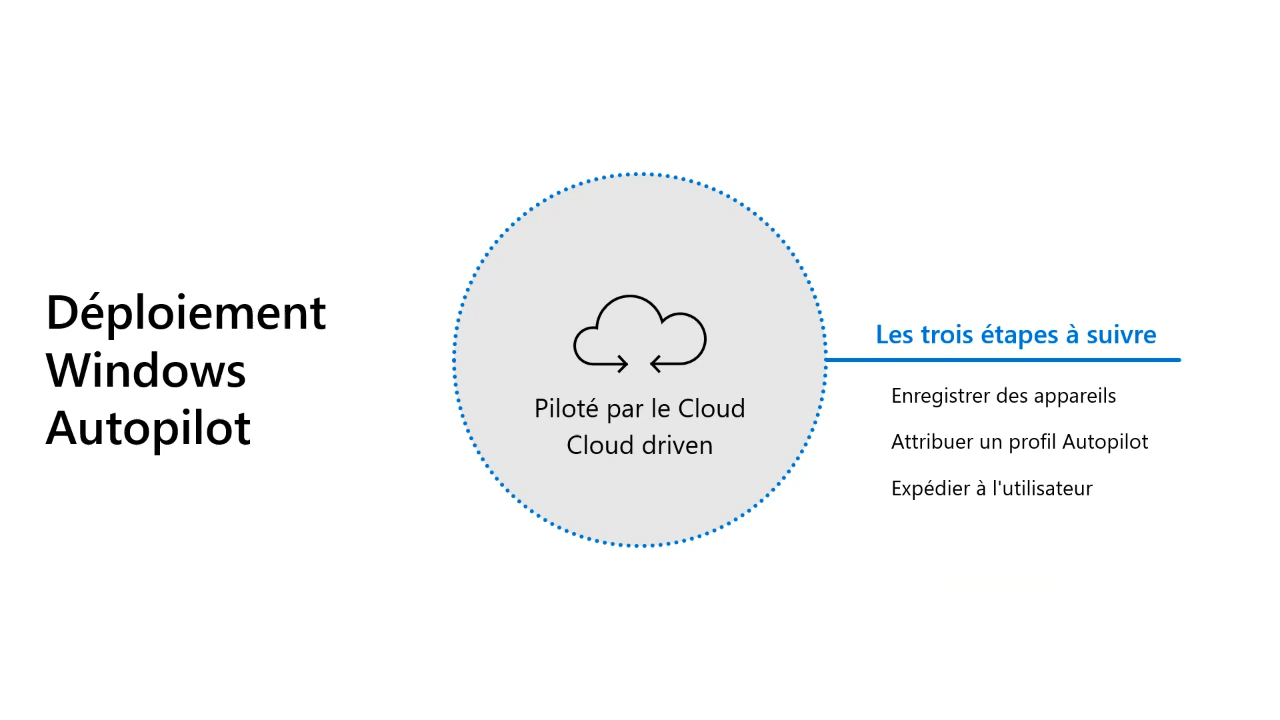 Déploiement
Windows
Autopilot
Piloté par le Cloud
Cloud driven
Les trois étapes à suivre
Enregistrer des appareils
Attribuer un profil Autopilot
Expédier à l'utilisateur